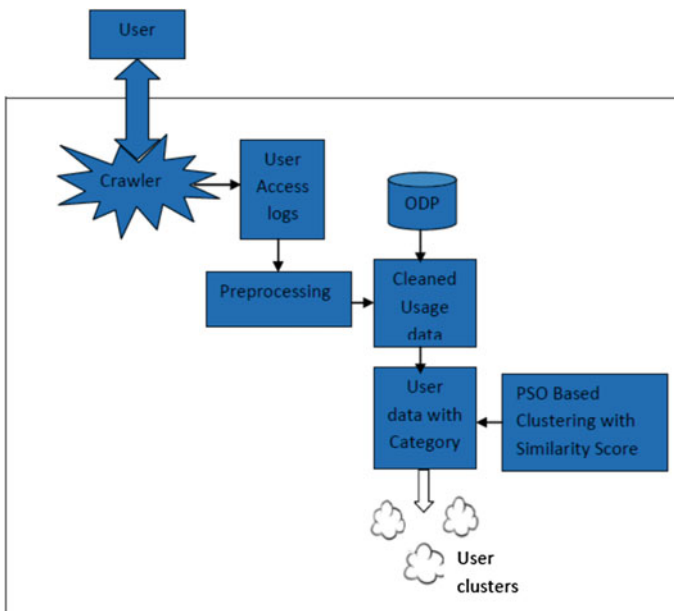 User
Crawler
User
Access
logs
ODP
Preprocessing
Cleaned
Usage
data
User
data with
Category
PSO Based
Clustering with
Similarity Score
User
clusters